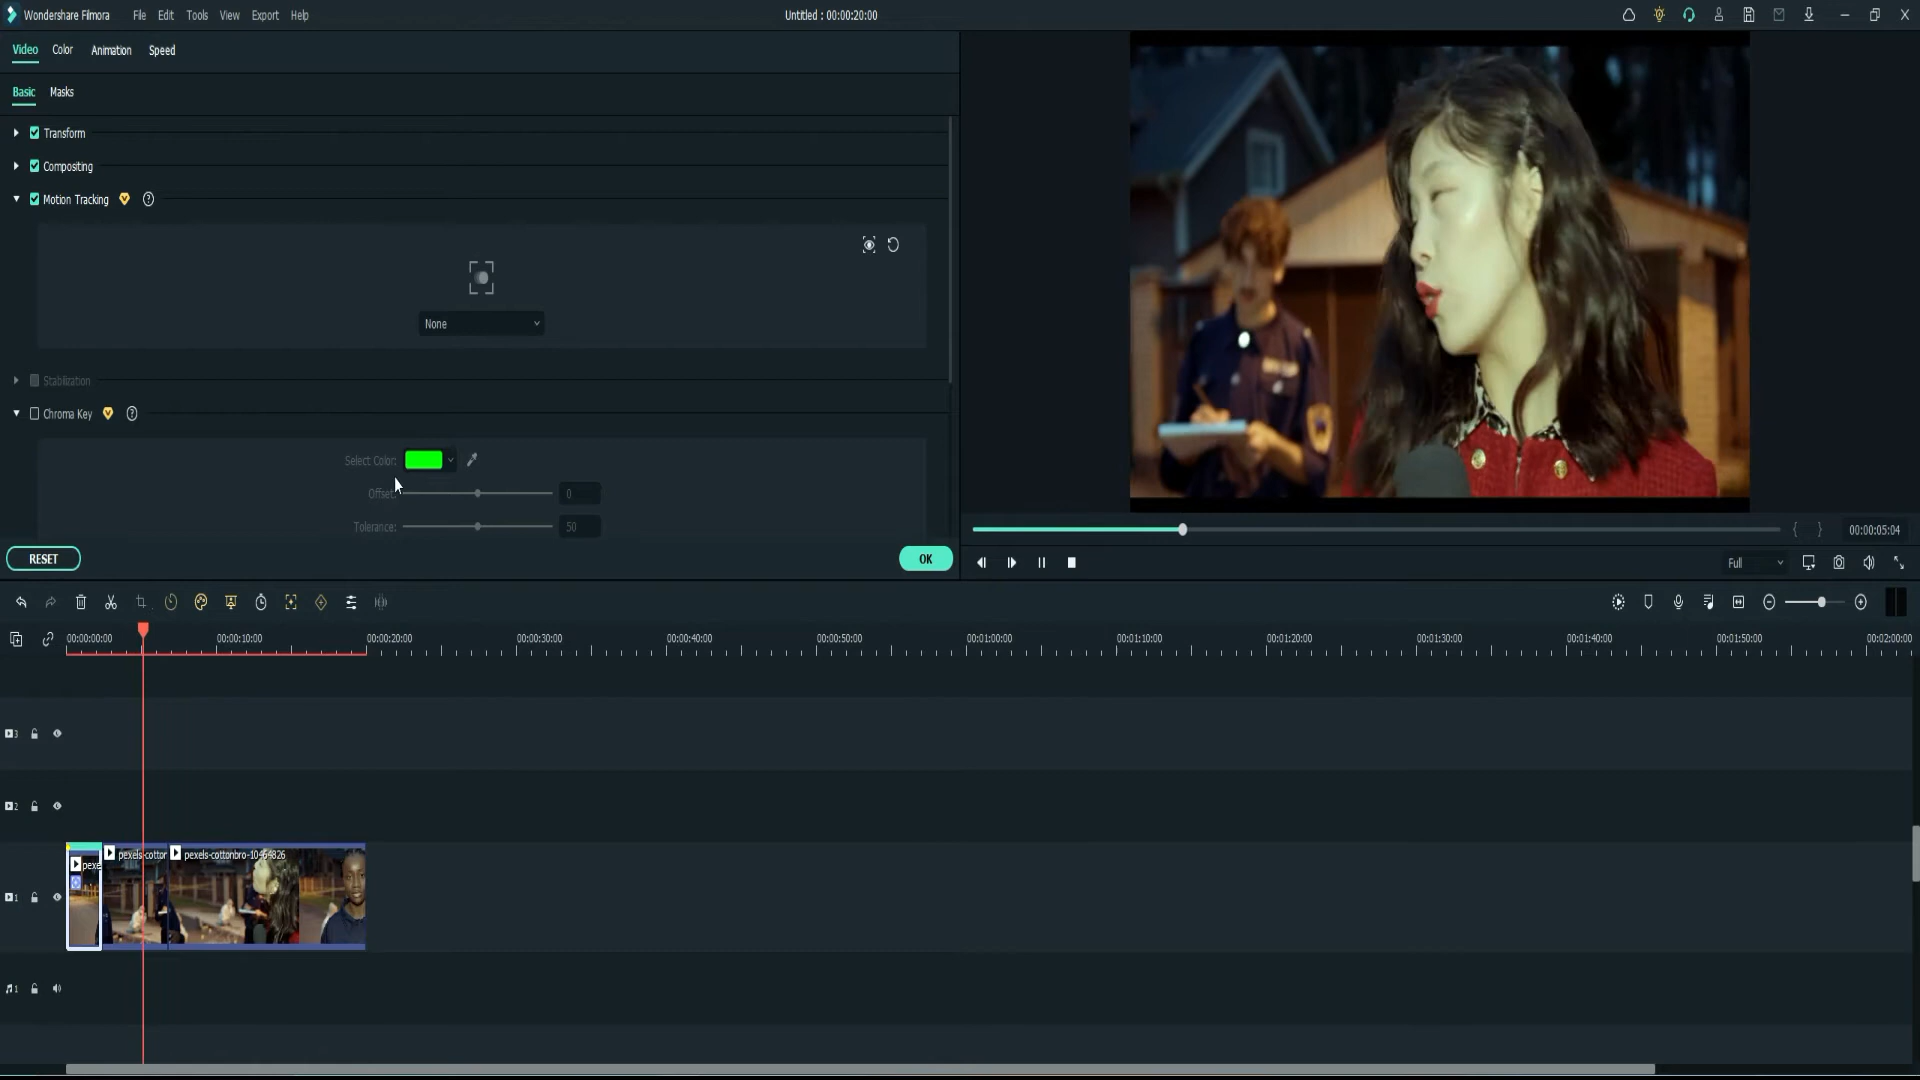 Wondershare Filmora File Edit Tools View Export Help Untitled : 00:00:20:00
Video Color Animation Speed
Basic Masks
Transform
Compositing
Motion Tracking
None
Stabilization
Chroma Key
Select Color:
Offset: 0
Tolerance: 50
RESET OK
00:00:05:04
Full
00:00:00:00 00:00:10:00 00:00:20:00 00:00:30:00 00:00:40:00 00:00:50:00 00:01:00:00 00:01:10:00 00:01:20:00 00:01:30:00 00:01:40:00 00:01:50:00 00:02:00:00
3
2
pexe pexels-cottor pexels-cottonbro-10464826
1
1